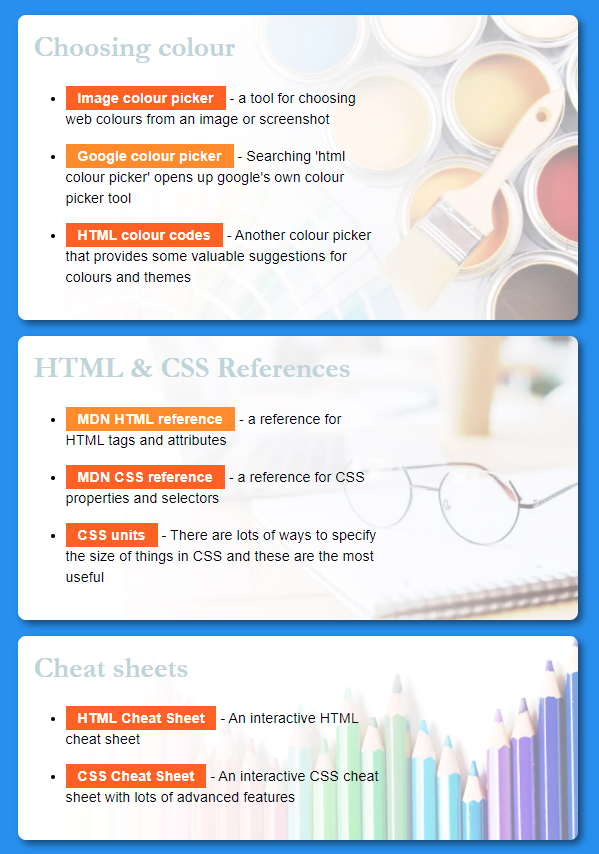 Choosing colour
Image colour picker - a tool for choosing
web colours from an image or screenshot
Google colour picker - Searching 'html
colour picker' opens up google's own colour
picker tool
HTML colour codes - Another colour picker
that provides some valuable suggestions for
colours and themes
HTML & CSS References
MDN HTML reference - a reference for
HTML tags and attributes
MDN CSS reference - a reference for CSS
properties and selectors
CSS units - There are lots of ways to specify
the size of things in CSS and these are the most
useful
Cheat sheets
HTML Cheat Sheet - An interactive HTML
cheat sheet
CSS Cheat Sheet - An interactive CSS cheat
sheet with lots of advanced features